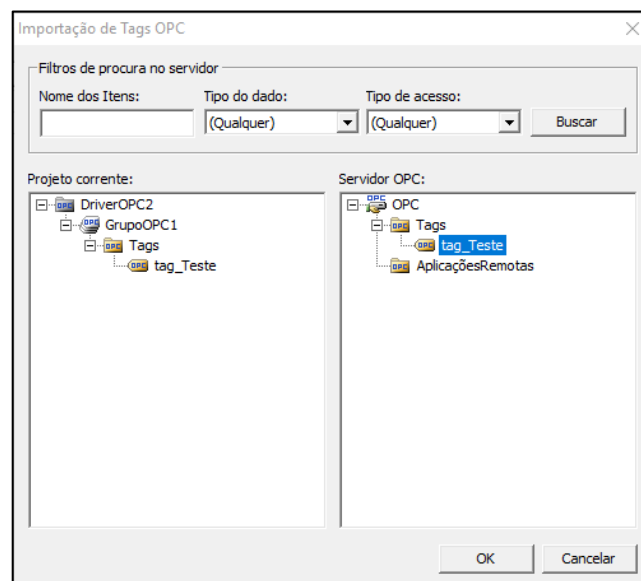 Importação de Tags OPC
Filtros de procura no servidor
Nome dos Itens: Tipo do dado: Tipo de acesso:
(Qualquer) (Qualquer) Buscar
Projeto corrente: Servidor OPC:
DriverOPC2 OPC
GrupoOPC1 Tags
Tags tag_Teste
tag_Teste AplicaçõesRemotas
OK Cancelar